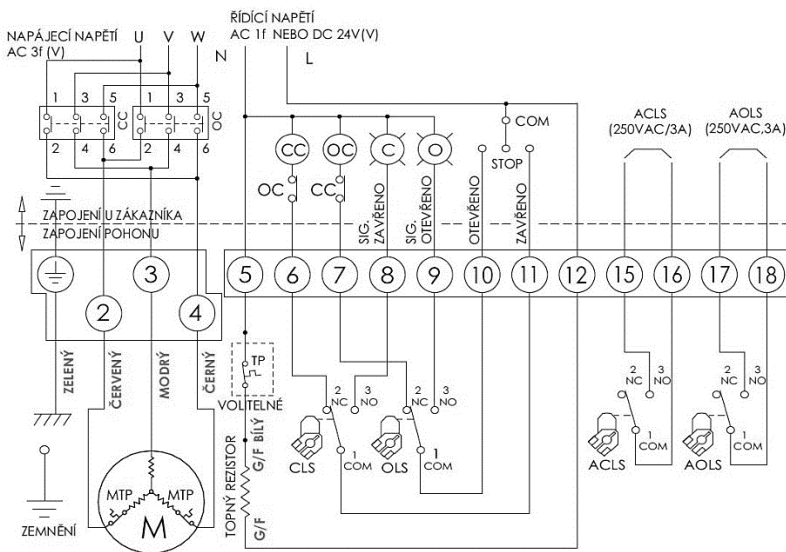 NAPÁJECÍ NAPĚTÍ
AC 3f (V)
U V W
N
ŘÍDÍCÍ NAPĚTÍ
AC 1f NEBO DC 24V(V)
L
1 3 5 1 3 5
CC OC
2 4 6 2 4 6
CC OC C O
OC CC
COM
STOP
ACLS
(250VAC/3A)
AOLS
(250VAC,3A)
SIG.
ZAVŘENO
SIG.
OTEVŘENO
OTEVŘENO
ZAVŘENO
ZAPOJENÍ U ZÁKAZNÍKA
ZAPOJENÍ POHONU
2 3 4 5 6 7 8 9 10 11 12 15 16 17 18
ZELENÝ
ČERVENÝ
MODRÝ
ČERNÝ
TP
VOLITELNÉ
G/F BÍLÝ
TOPNÝ REZISTOR
G/F
2 NC 3 NO
1 COM
CLS
2 NC 3 NO
1 COM
OLS
2 NC 3 NO
1 COM
ACLS
2 NC 3 NO
1 COM
AOLS
MTP MTP
M
ZEMNĚNÍ